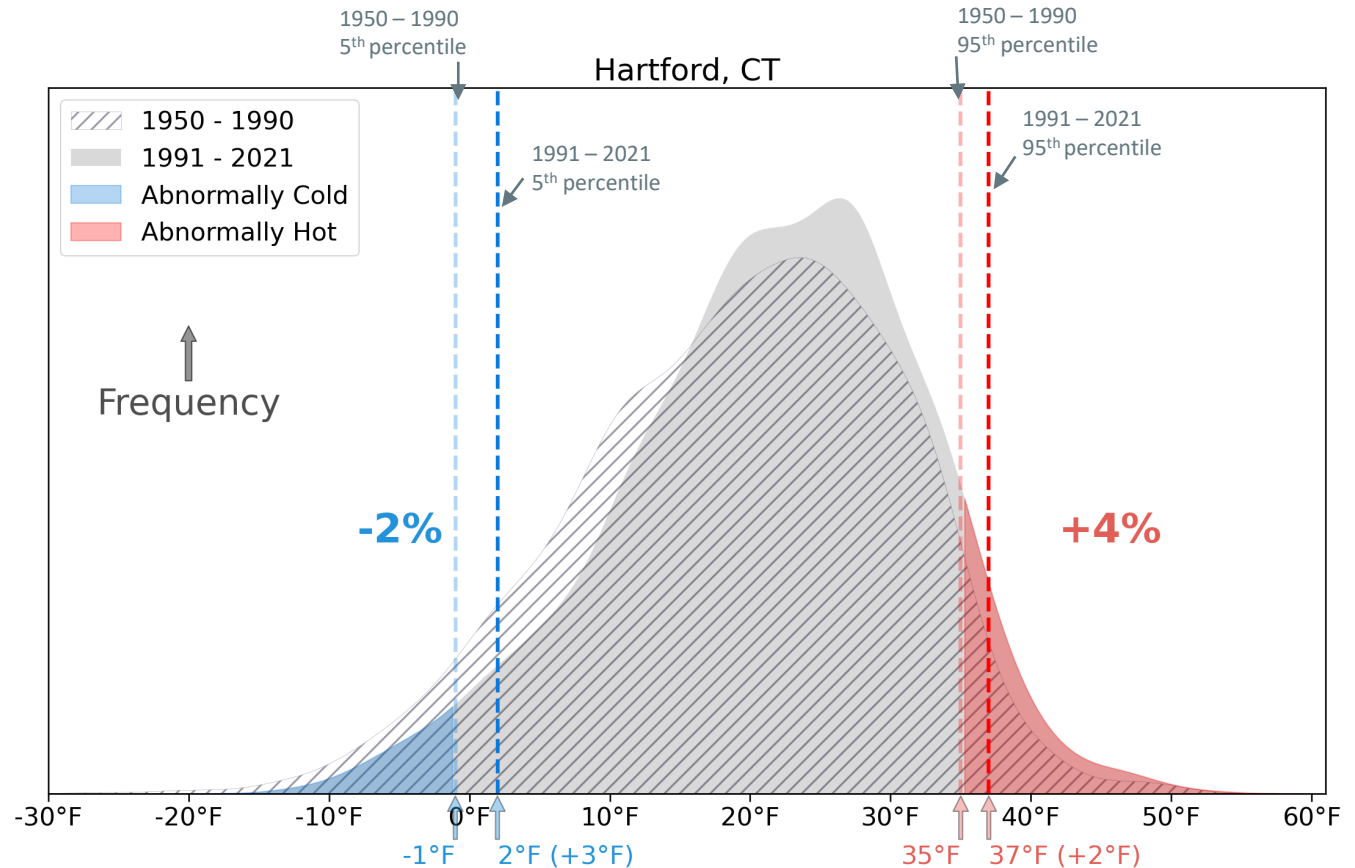 1950 – 1990
5th percentile
1950 – 1990
95th percentile
Hartford, CT
1950 - 1990
1991 - 2021
Abnormally Cold
Abnormally Hot
1991 – 2021
5th percentile
1991 – 2021
95th percentile
Frequency
-2%
+4%
-30°F
-20°F
-10°F
0°F
10°F
20°F
30°F
40°F
50°F
60°F
-1°F
2°F (+3°F)
35°F
37°F (+2°F)